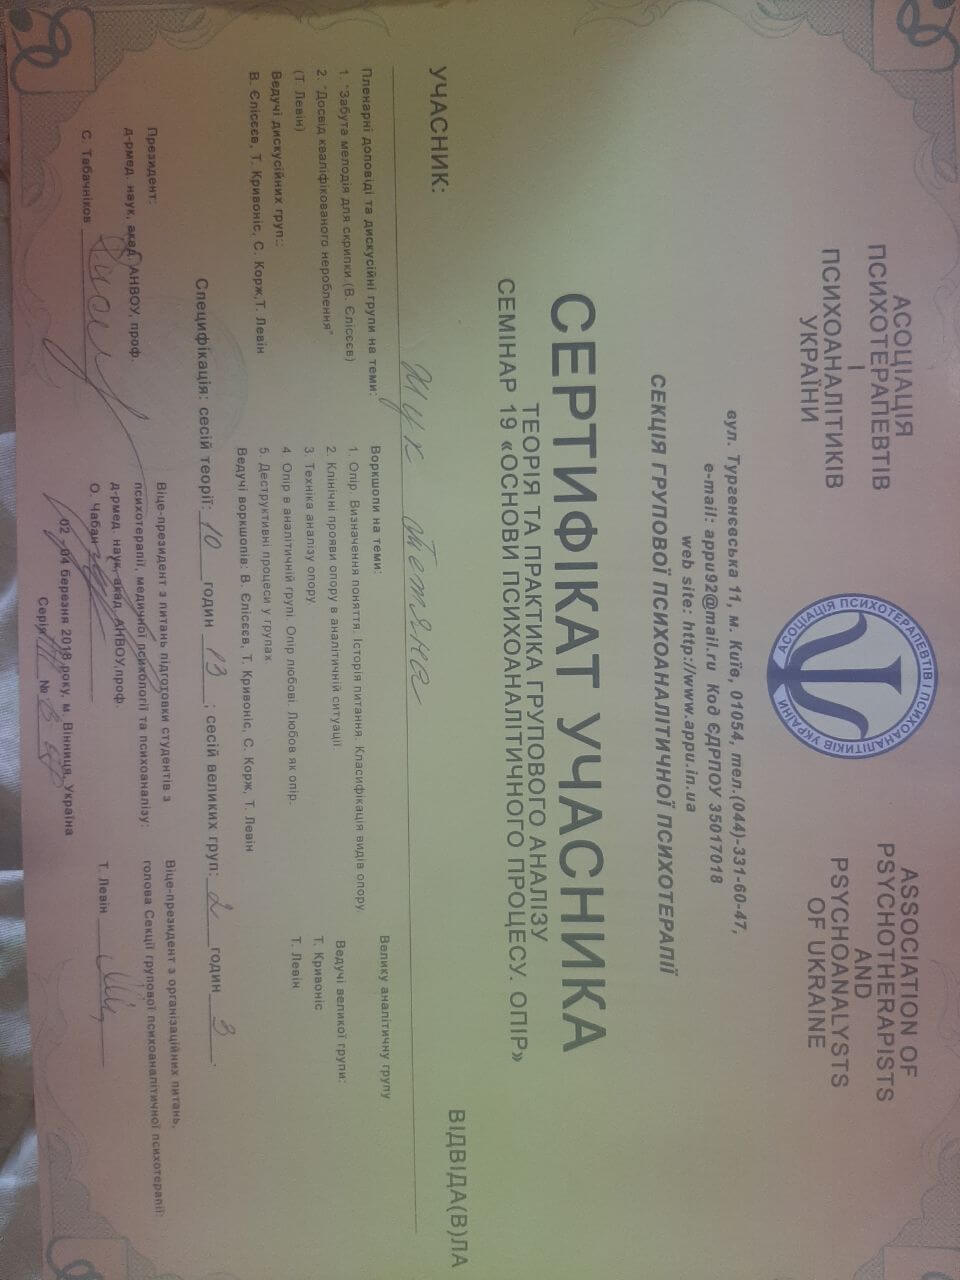 АСОЦІАЦІЯ
ПСИХОТЕРАПЕВТІВ
І
ПСИХОАНАЛІТИКІВ
УКРАЇНИ
АСОЦІАЦІЯ ПСИХОТЕРАПЕВТІВ І ПСИХОАНАЛІТИКІВ УКРАЇНИ
ASSOCIATION OF
PSYCHOTHERAPISTS
AND
PSYCHOANALYSTS
OF UKRAINE
вул. Тургенєвська 11, м. Київ, 01054, тел.(044)-331-60-47,
e-mail: appu92@mail.ru Код ЄДРПОУ 35017018
web site: http://www.appu.in.ua
СЕКЦІЯ ГРУПОВОЇ ПСИХОАНАЛІТИЧНОЇ ПСИХОТЕРАПІЇ
СЕРТИФІКАТ УЧАСНИКА
ТЕОРІЯ ТА ПРАКТИКА ГРУПОВОГО АНАЛІЗУ
СЕМІНАР 19 «ОСНОВИ ПСИХОАНАЛІТИЧНОГО ПРОЦЕСУ. ОПІР»
УЧАСНИК:
ВІДВІДА(В)ЛА
Тетяна
Пленарні доповіді та дискусійні групи на теми:
1. "Забута мелодія для скрипки (В. Єлісєєв)
2. "Досвід кваліфікованого нероблення"
(Т. Левін)
Ведучі дискусійних груп::
В. Єлісєєв, Т. Кривоніс, С. Корж,Т. Левін
Воркшопи на теми:
1. Опір. Визначення поняття. Історія питання. Класифікація видів опору.
2. Клінічні прояви опору в аналітичній ситуації
3. Техніка аналізу опору
4. Опір в аналітичній групі. Опір любові. Любов як опір.
5. Деструктивні процеси у групах
Ведучі воркшопів: В. Єлісєєв, Т. Кривоніс, С. Корж, Т. Левін
Велику аналітичну групу
Ведучі великої групи:
Т. Кривоніс
Т. Левін
Специфікація: сесій теорії: 10 годин 13 ; сесій великих груп: 2 годин 3 .
Президент:
д-рмед. наук, акад. АНВОУ, проф.
С. Табачніков
Віце-президент з питань підготовки студентів з
психотерапії, медичної психології та психоаналізу:
д-рмед. наук, акад. АНВОУ,проф.
О. Чабан
Віце-президент з організаційних питань,
голова Секції групової психоаналітичної психотерапії:
Т. Левін
02 -04 березня 2018 року, м. Вінниця, Україна
Серія №